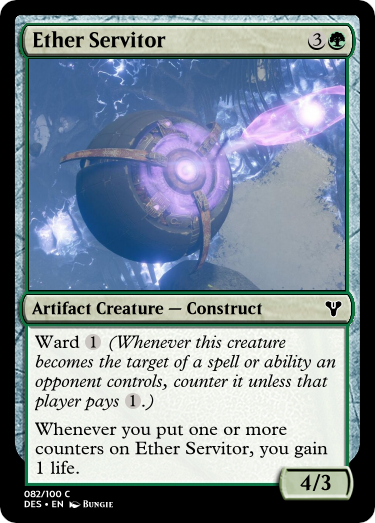 Ether Servitor 3
Artifact Creature — Construct
Ward 1 (Whenever this creature
becomes the target of a spell or ability an
opponent controls, counter it unless that
player pays 1.)
Whenever you put one or more
counters on Ether Servitor, you gain
1 life.
4/3
082/100 C
DES • EN Bungie